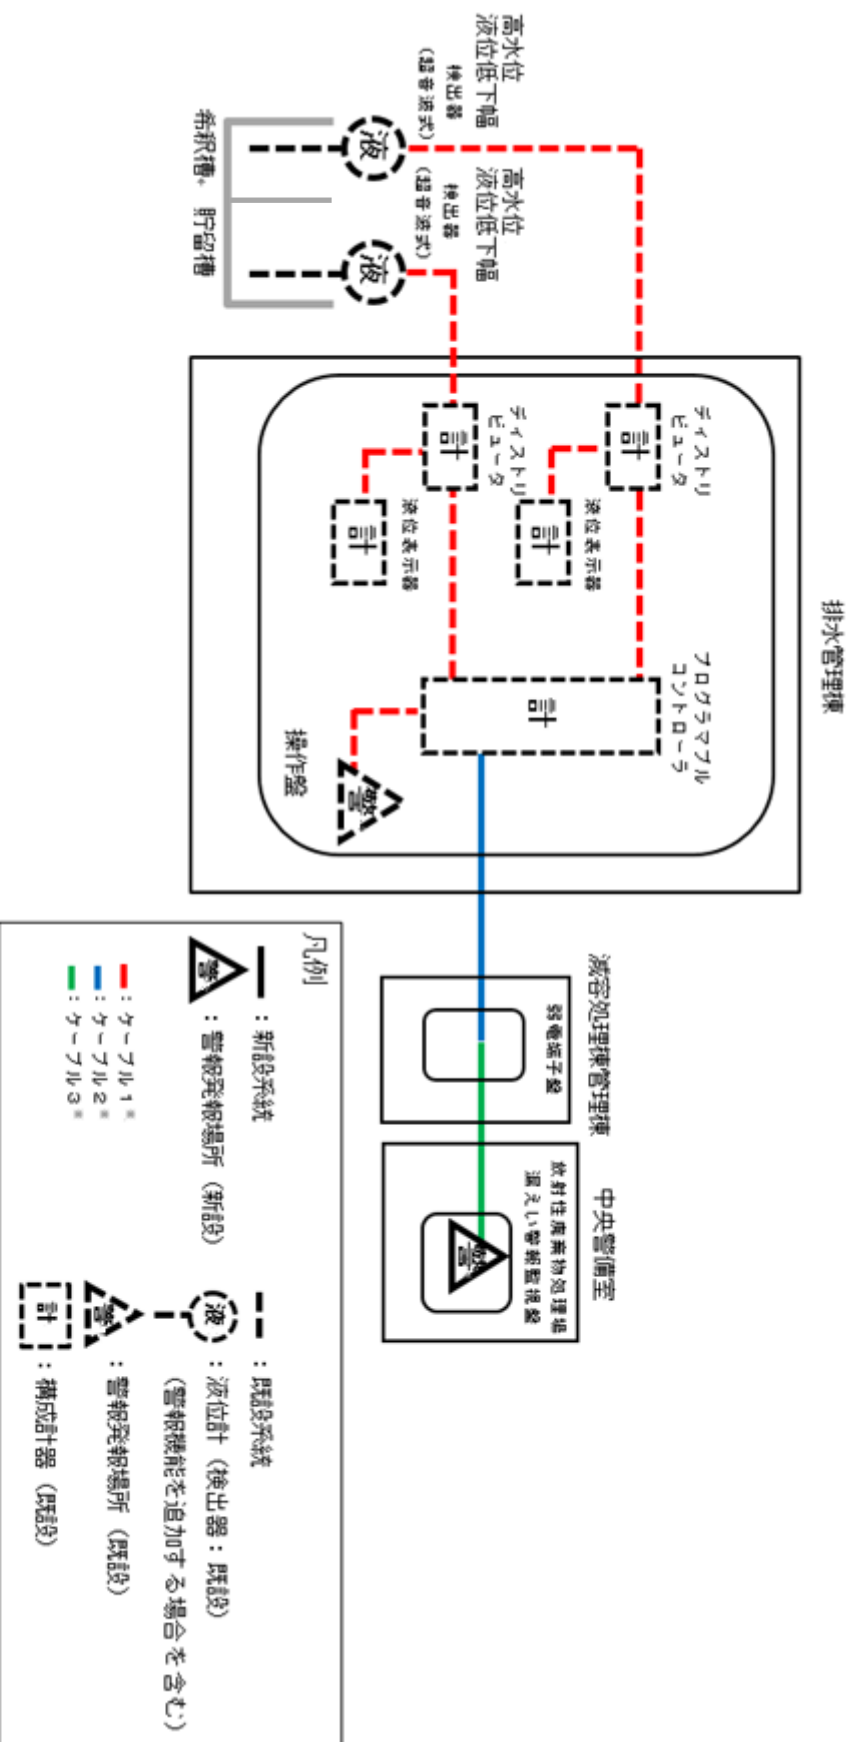 排水管理棟
高水位
液位低下幅
検出器
(超音波式)
液
高水位
液位低下幅
検出器
(超音波式)
液
希釈槽
貯留槽
ディストリ
ビュータ
計
液位表示器
計
ディストリ
ビュータ
計
液位表示器
計
プログラマブル
コントローラ
計
操作盤
警
減容処理棟管理棟
弱電端子盤
中央警備室
放射性廃棄物処理場
漏えい警報監視盤
警
凡例
:新設系統
警 :警報発報場所(新設)
:ケーブル1※
:ケーブル2※
:ケーブル3※
:既設系統
液 :液位計(検出器:既設)
(警報機能を追加する場合を含む)
警 :警報発報場所(既設)
計 :構成計器(既設)